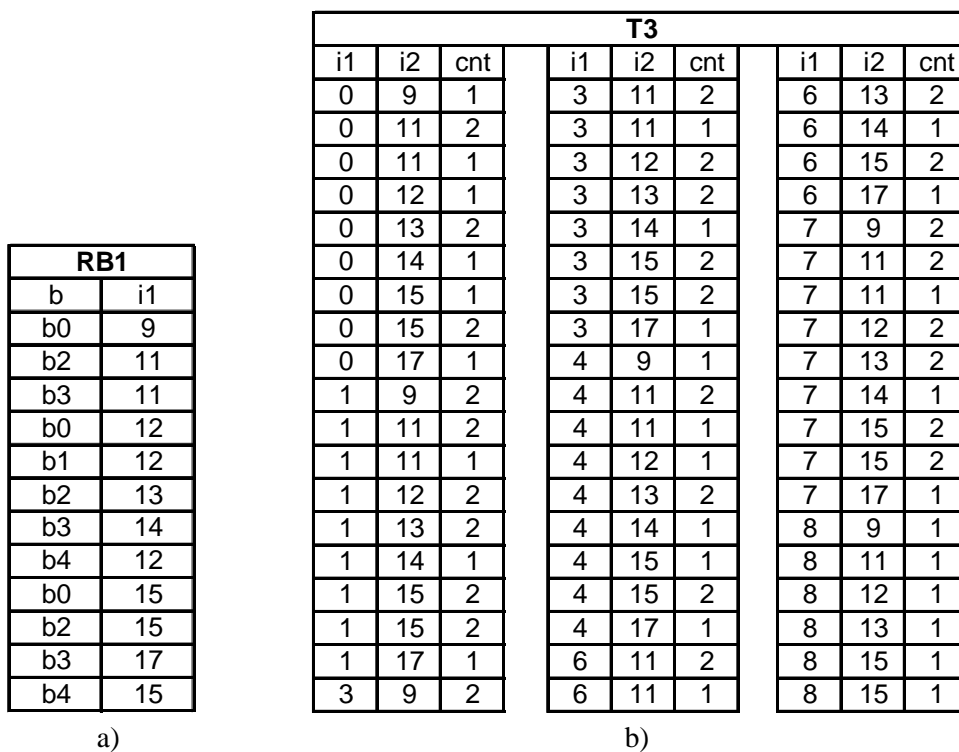 T3
i1 i2 cnt i1 i2 cnt i1 i2 cnt
0 9 1 3 11 2 6 13 2
0 11 2 3 11 1 6 14 1
0 11 1 3 12 2 6 15 2
0 12 1 3 13 2 6 17 1
0 13 2 3 14 1 7 9 2
RB1 0 14 1 3 15 2 7 11 2
b i1 0 15 1 3 15 2 7 11 1
b0 9 0 15 2 3 17 1 7 12 2
b2 11 0 17 1 4 9 1 7 13 2
b3 11 1 9 2 4 11 2 7 14 1
b0 12 1 11 2 4 11 1 7 15 2
b1 12 1 11 1 4 12 1 7 15 2
b2 13 1 12 2 4 13 2 7 17 1
b3 14 1 13 2 4 14 1 8 9 1
b4 12 1 14 1 4 15 1 8 11 1
b0 15 1 15 2 4 15 2 8 12 1
b2 15 1 15 2 4 17 1 8 13 1
b3 17 1 17 1 6 11 2 8 15 1
b4 15 3 9 2 6 11 1 8 15 1
a) b)